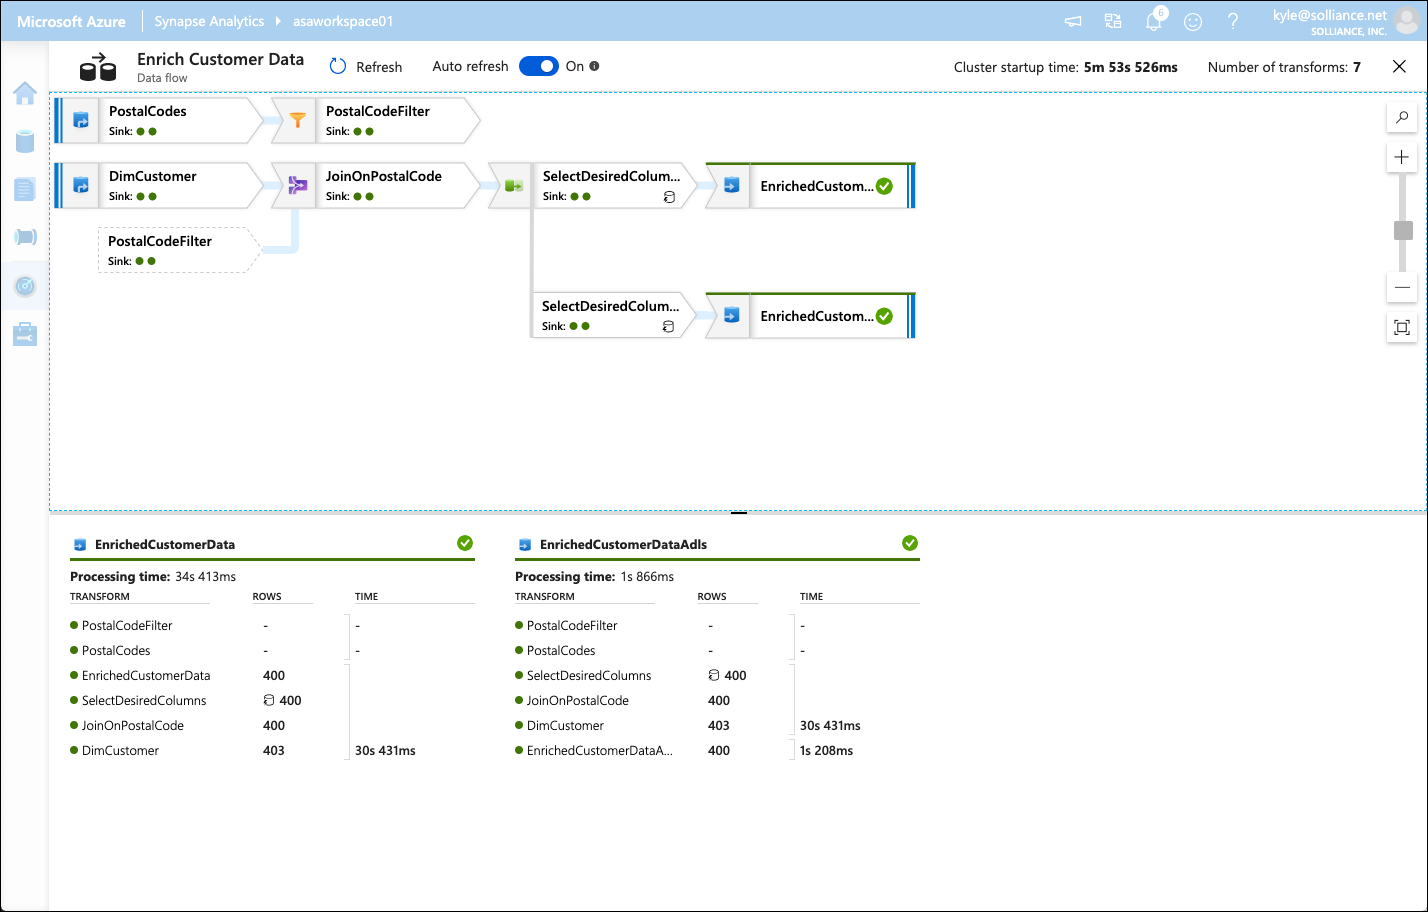 Microsoft Azure
Synapse Analytics
asaworkspace01
6
?
kyle@solliance.net
SOLLIANCE, INC.
Enrich Customer Data
Data flow
Refresh
Auto refresh
On
Cluster startup time: 5m 53s 526ms
Number of transforms: 7
PostalCodes
Sink:
PostalCodeFilter
Sink:
DimCustomer
Sink:
JoinOnPostalCode
Sink:
SelectDesiredColum...
Sink:
EnrichedCustom...
PostalCodeFilter
Sink:
SelectDesiredColum...
Sink:
EnrichedCustom...
EnrichedCustomerData
Processing time: 34s 413ms
TRANSFORM ROWS TIME
PostalCodeFilter - -
PostalCodes - -
EnrichedCustomerData 400
SelectDesiredColumns 400
JoinOnPostalCode 400
DimCustomer 403 30s 431ms
EnrichedCustomerDataAdls
Processing time: 1s 866ms
TRANSFORM ROWS TIME
PostalCodeFilter - -
PostalCodes - -
SelectDesiredColumns 400
JoinOnPostalCode 400
DimCustomer 403 30s 431ms
EnrichedCustomerDataA... 400 1s 208ms